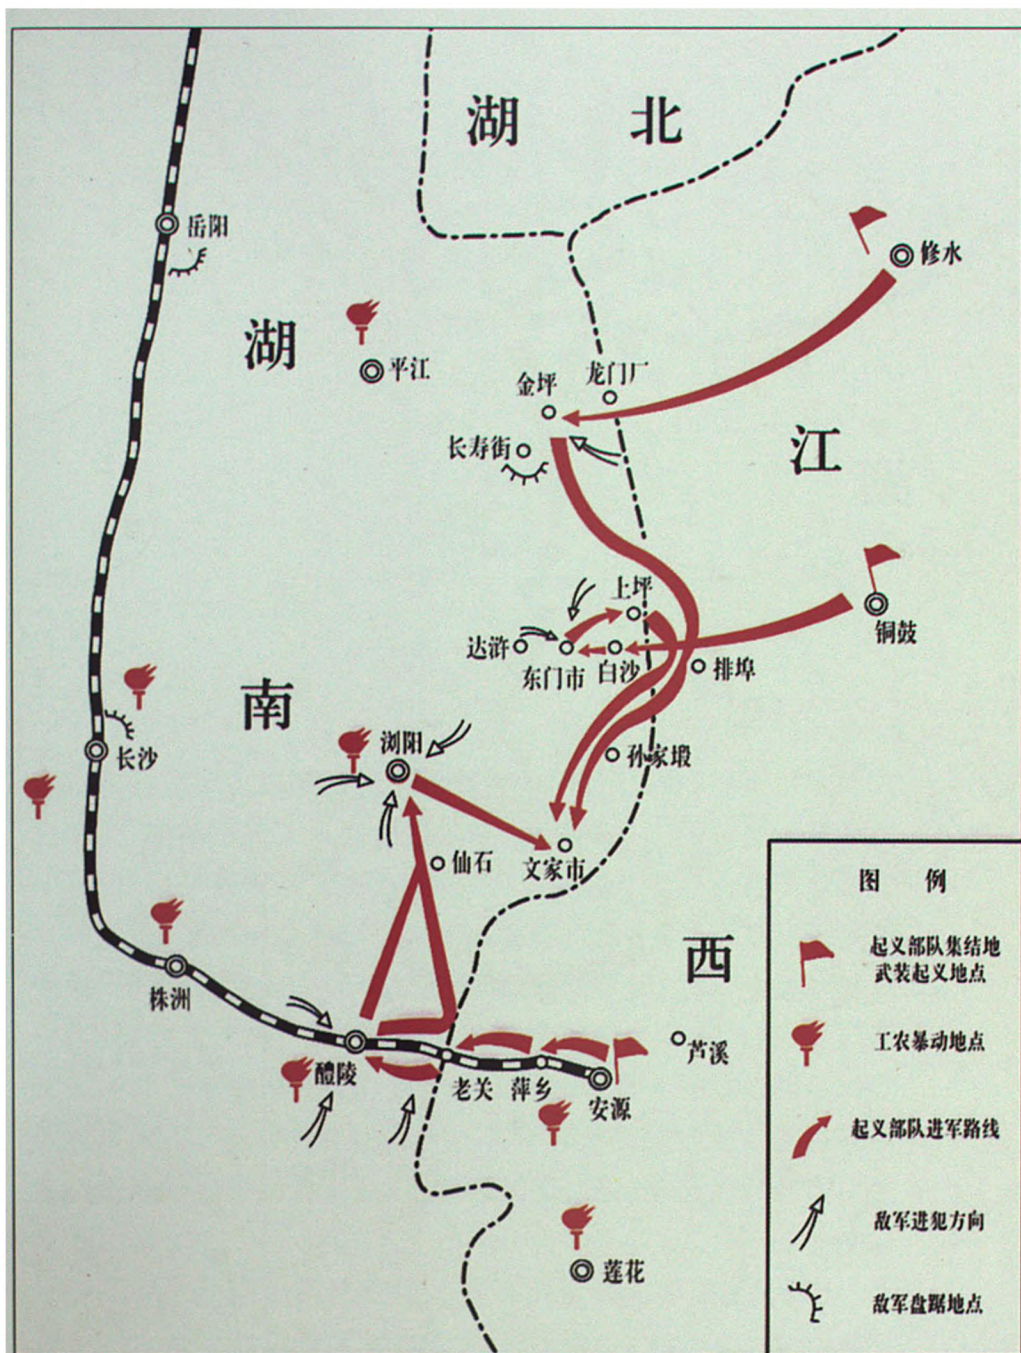 湖 北
岳阳
修水
湖
平江
龙门厂
金坪
长寿街
江
上坪
铜鼓
达浒
东门市
白沙
排埠
南
浏阳
长沙
孙家塅
仙石
文家市
西
株洲
醴陵
老关
萍乡
安源
芦溪
莲花
图 例
起义部队集结地
武装起义地点
工农暴动地点
起义部队进军路线
敌军进犯方向
敌军盘踞地点